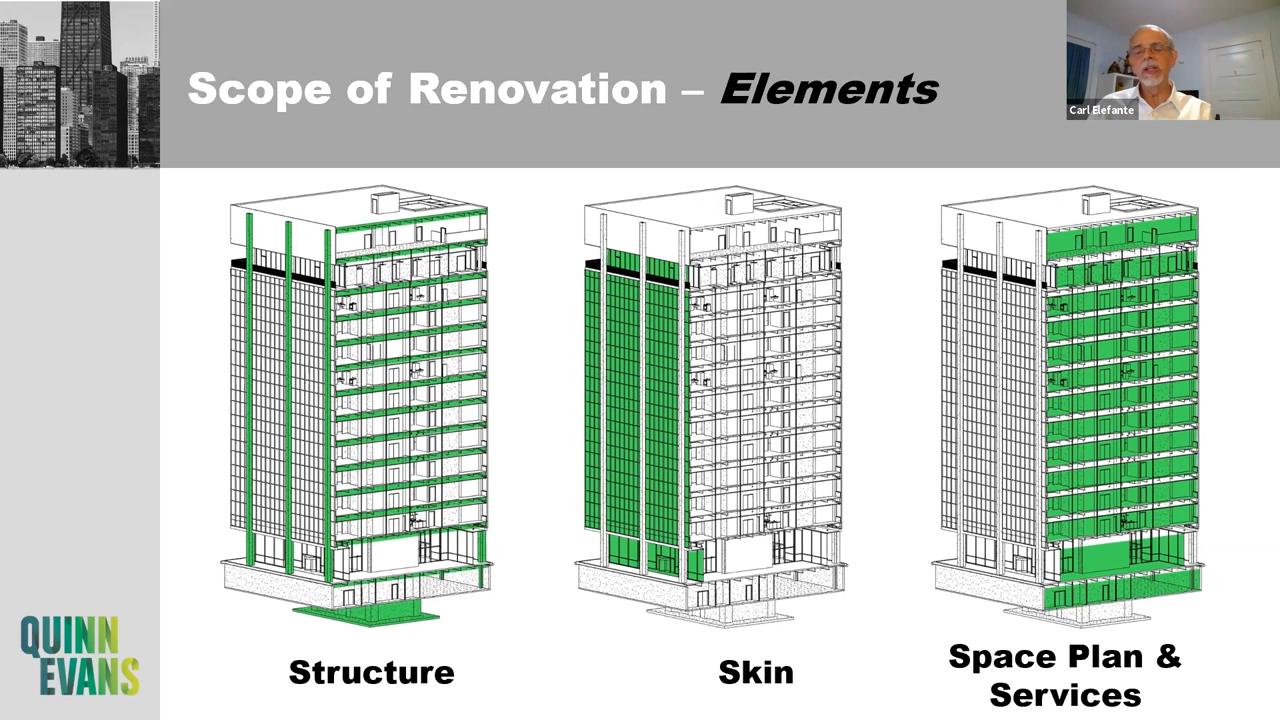 Scope of Renovation – Elements
Carl Elefante
Structure
Skin
Space Plan &
Services
QUINN
EVANS